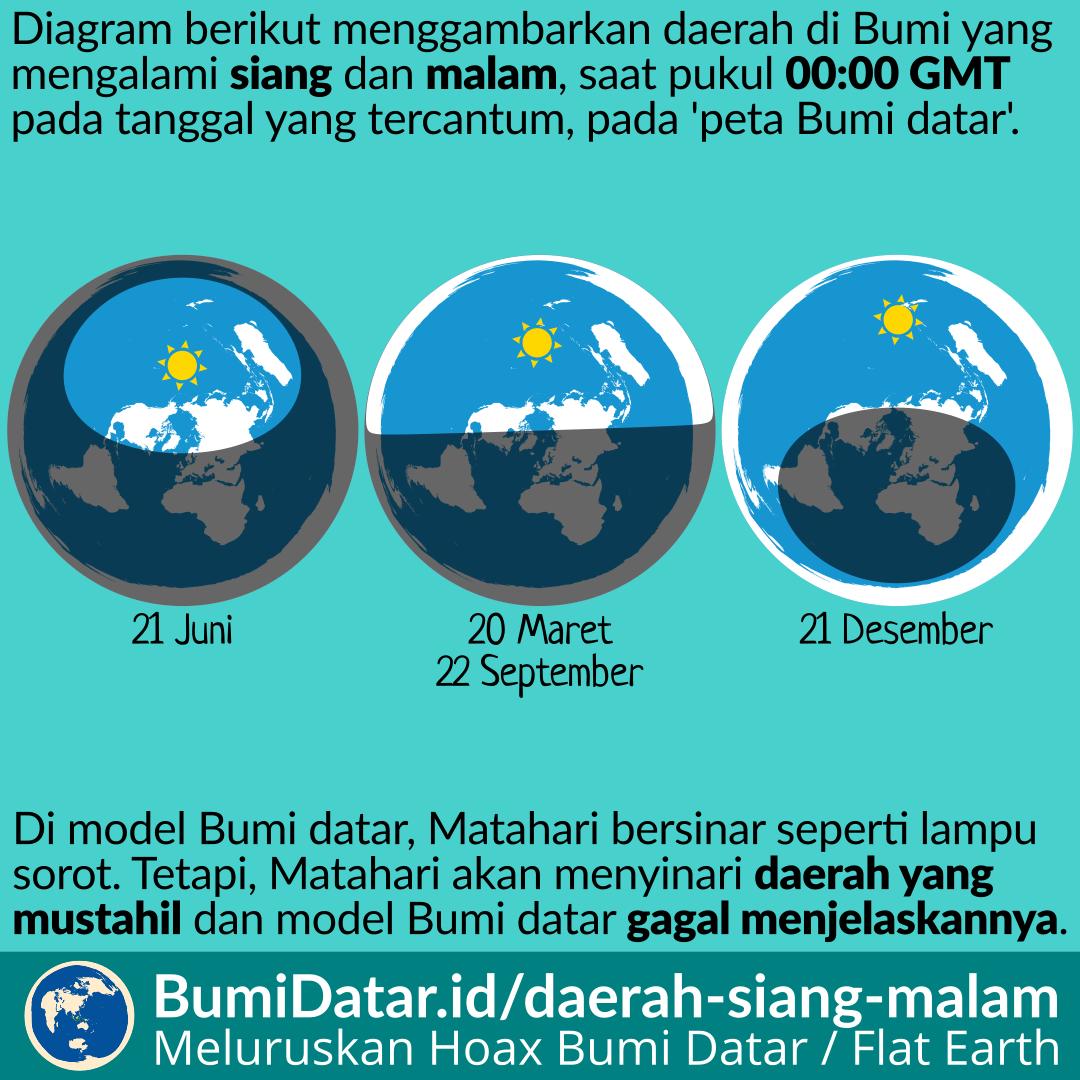 Diagram berikut menggambarkan daerah di Bumi yang
mengalami siang dan malam, saat pukul 00:00 GMT
pada tanggal yang tercantum, pada 'peta Bumi datar'.
21 Juni
20 Maret
22 September
21 Desember
Di model Bumi datar, Matahari bersinar seperti lampu
sorot. Tetapi, Matahari akan menyinari daerah yang
mustahil dan model Bumi datar gagal menjelaskannya.
BumiDatar.id/daerah-siang-malam
Meluruskan Hoax Bumi Datar / Flat Earth